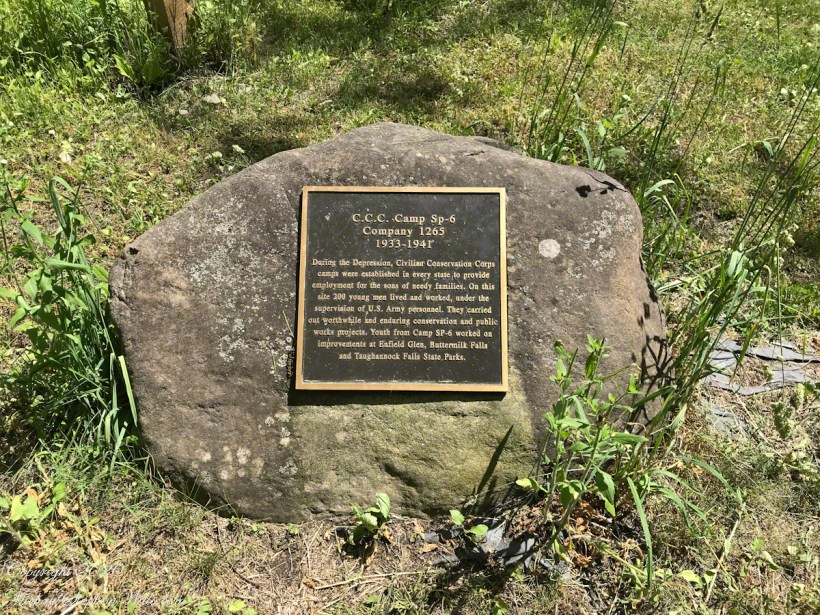 C.C.C. Camp Sp-6
Company 1265
1933-1941
During the Depression, Civilian Conservation Corps
camps were established in every state to provide
employment for the sons of needy families. On this
site 200 young men lived and worked, under the
supervision of U.S. Army personnel. They carried
out worthwhile and enduring conservation and public
works projects. Youth from Camp SP-6 worked on
improvements at Enfield Glen, Buttermilk Falls
and Taughannock Falls State Parks.
Copyright